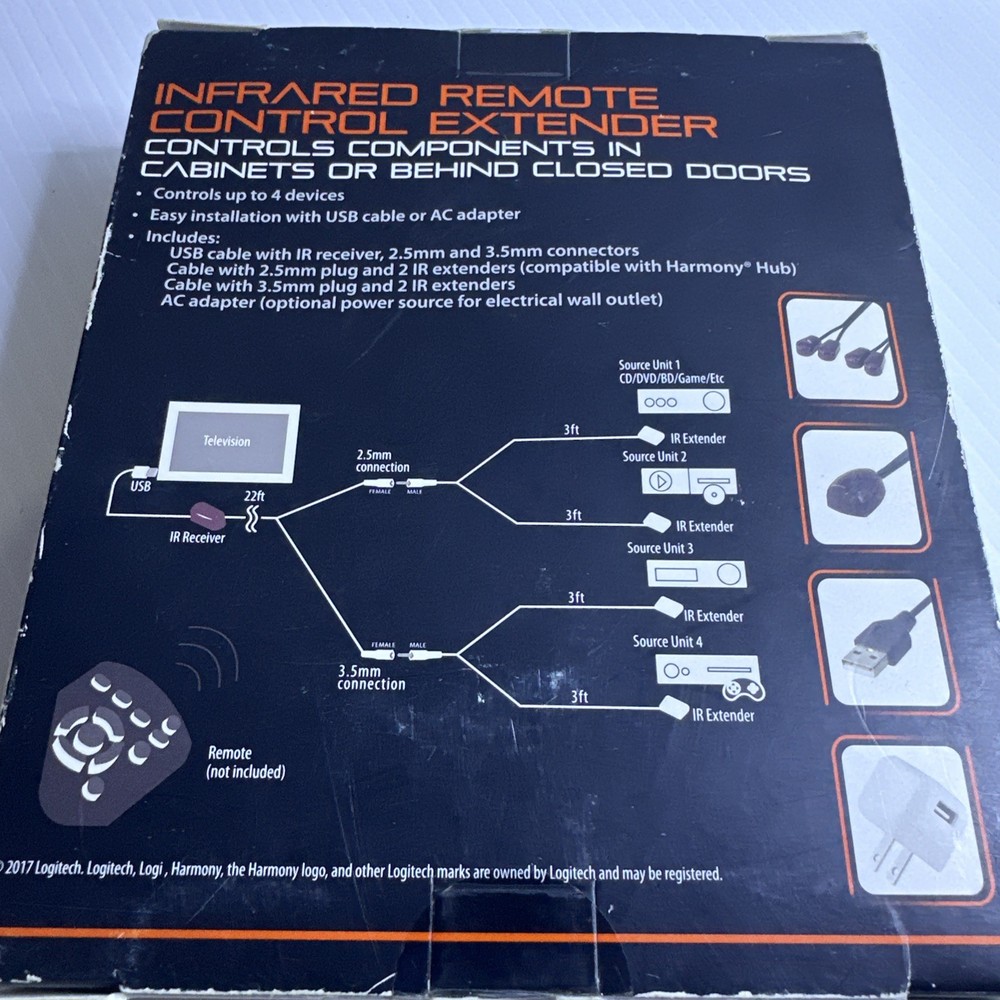 INFRARED REMOTE
CONTROL EXTENDER
CONTROLS COMPONENTS IN
CABINETS OR BEHIND CLOSED DOORS
• Controls up to 4 devices
• Easy installation with USB cable or AC adapter
• Includes:
USB cable with IR receiver, 2.5mm and 3.5mm connectors
Cable with 2.5mm plug and 2 IR extenders (compatible with Harmony® Hub)
Cable with 3.5mm plug and 2 IR extenders
AC adapter (optional power source for electrical wall outlet)
Source Unit 1
CD/DVD/BD/Game/Etc
3ft
IR Extender
Television
2.5mm
connection
FEMALE MALE
Source Unit 2
USB
22ft
IR Receiver
3ft
IR Extender
Source Unit 3
3ft
IR Extender
FEMALE MALE
3.5mm
connection
Source Unit 4
3ft
IR Extender
Remote
(not included)
© 2017 Logitech. Logitech, Logi, Harmony, the Harmony logo, and other Logitech marks are owned by Logitech and may be registered.